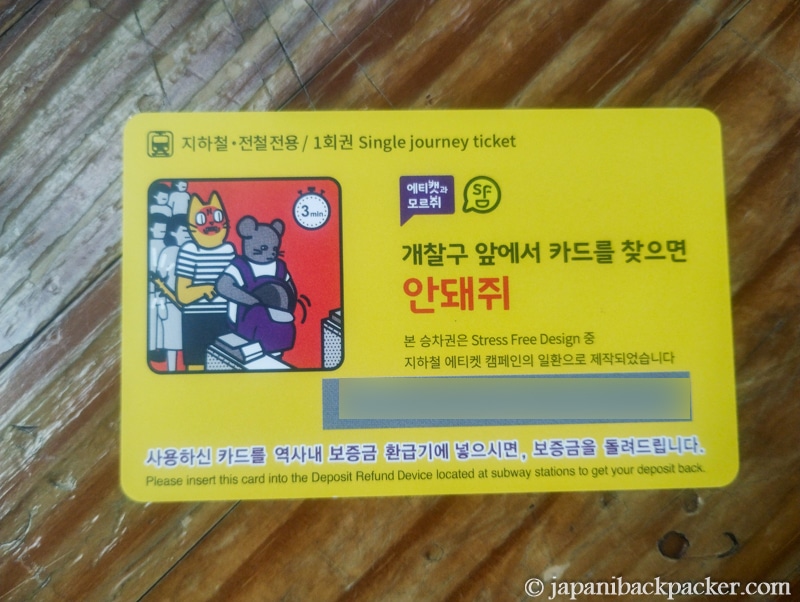 지하철·전철전용 / 1회권 Single journey ticket
3 min
에티캣과
모르쥐
SF
D
개찰구 앞에서 카드를 찾으면
안돼쥐
본 승차권은 Stress Free Design 중
지하철 에티켓 캠페인의 일환으로 제작되었습니다
사용하신 카드를 역사내 보증금 환급기에 넣으시면, 보증금을 돌려드립니다.
Please insert this card into the Deposit Refund Device located at subway stations to get your deposit back.
© japanibackpacker.com